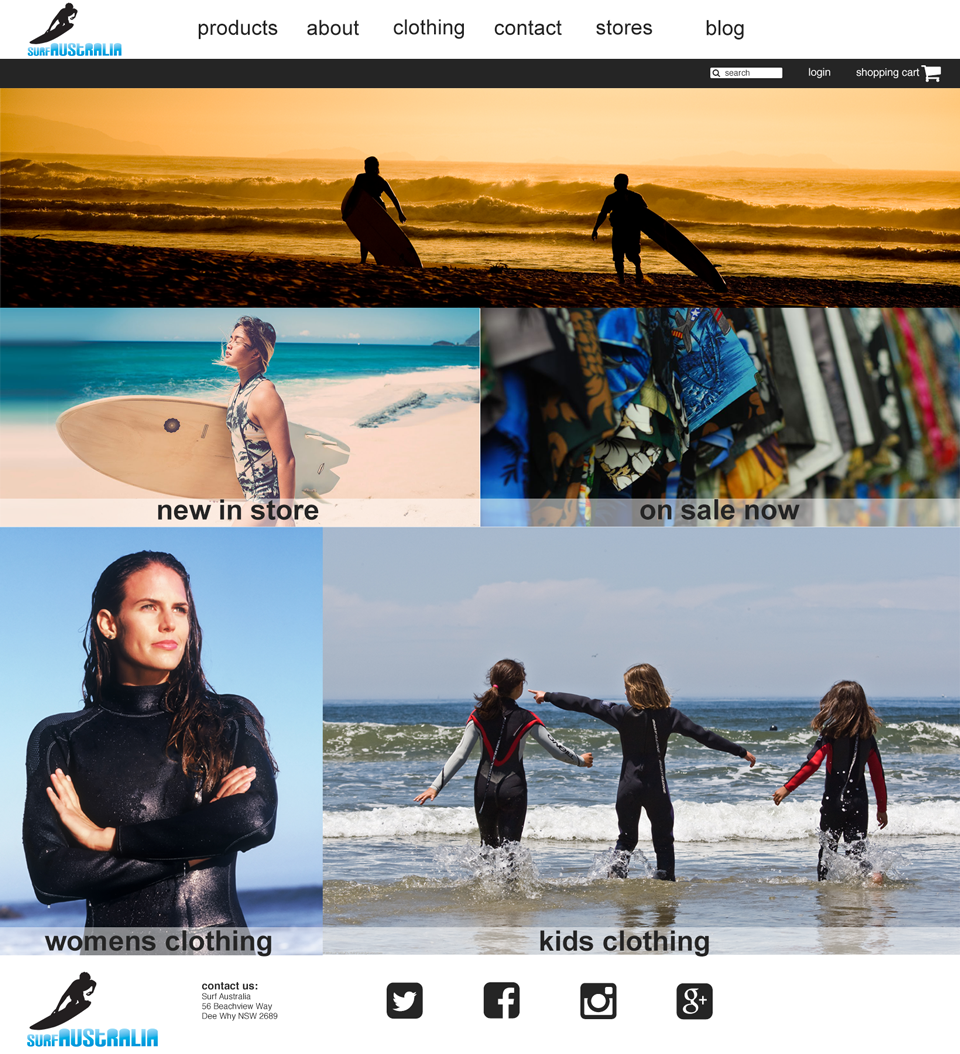 SURF AUSTRALIA
products about clothing contact stores blog
search login shopping cart
new in store
on sale now
womens clothing
kids clothing
SURF AUSTRALIA
contact us:
Surf Australia
56 Beachview Way
Dee Why NSW 2689
g+